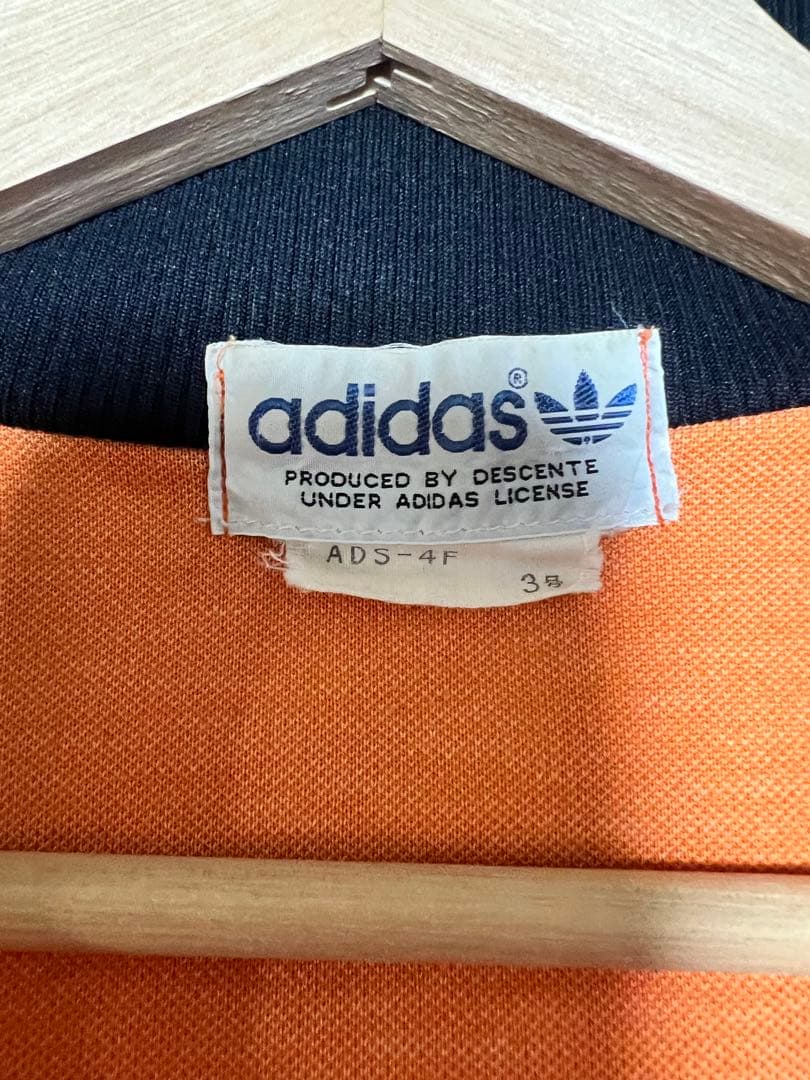 adidas®
PRODUCED BY DESCENTE
UNDER ADIDAS LICENSE
ADS-4F
3号